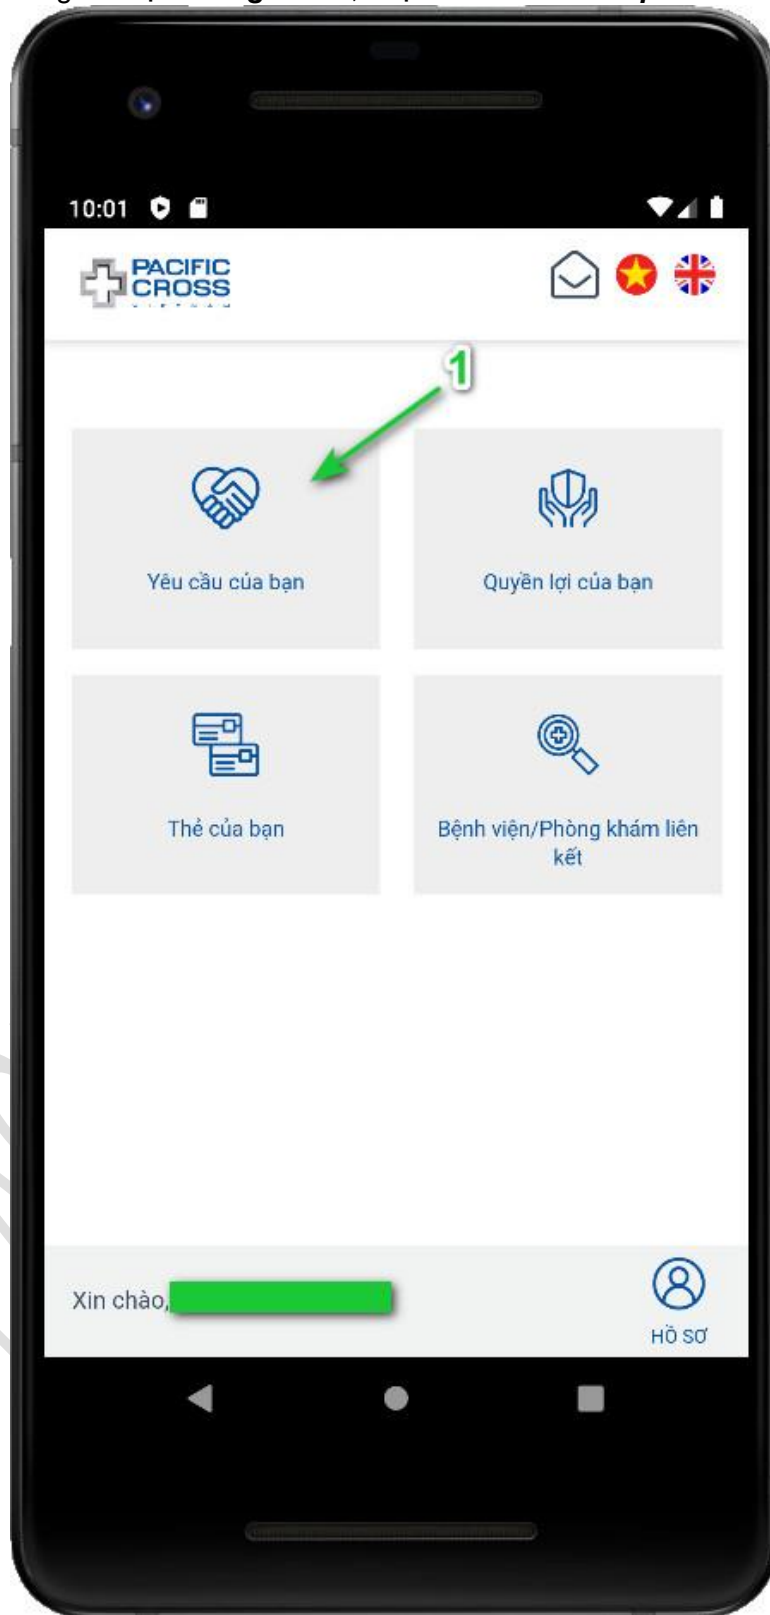 10:01
PACIFIC
CROSS
VIETNAM
1
Yêu cầu của bạn
Quyền lợi của bạn
Thẻ của bạn
Bệnh viện/Phòng khám liên
kết
Xin chào,
HỒ SƠ